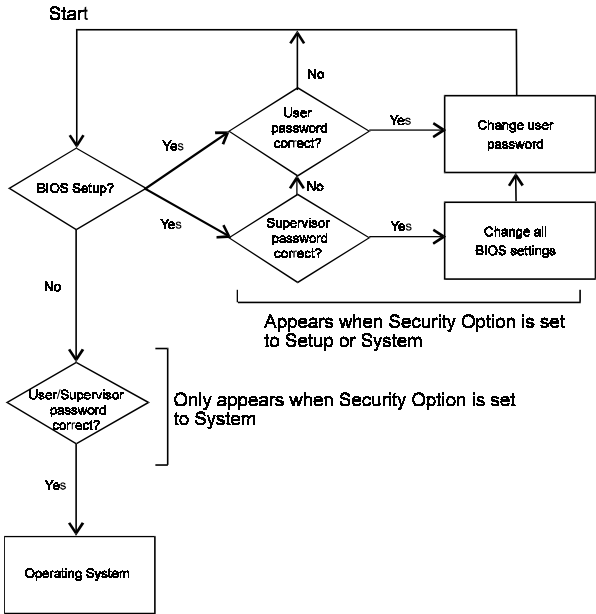 Start
No
User
password
correct?
Yes
Change user
password
Yes
BIOS Setup?
No
Yes
Supervisor
password
correct?
Yes
Change all
BIOS settings
No
Appears when Security Option is set
to Setup or System
User/Supervisor
password
correct?
Only appears when Security Option is set
to System
Yes
Operating System